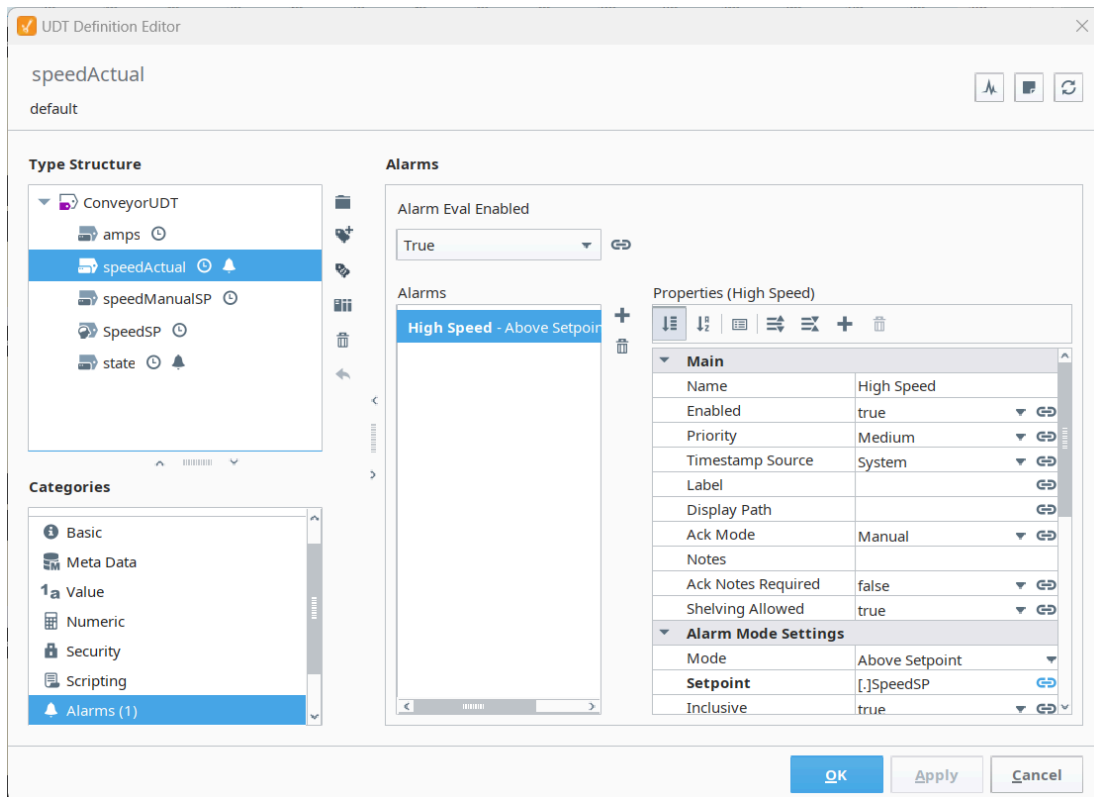 UDT Definition Editor
speedActual
default
Type Structure
ConveyorUDT
amps
speedActual
speedManualSP
SpeedSP
state
Categories
Basic
Meta Data
1a Value
Numeric
Security
Scripting
Alarms (1)
Alarms
Alarm Eval Enabled
True
Alarms
High Speed - Above Setpoin
Properties (High Speed)
Main
Name High Speed
Enabled true
Priority Medium
Timestamp Source System
Label
Display Path
Ack Mode Manual
Notes
Ack Notes Required false
Shelving Allowed true
Alarm Mode Settings
Mode Above Setpoint
Setpoint [.]SpeedSP
Inclusive true
OK Apply Cancel